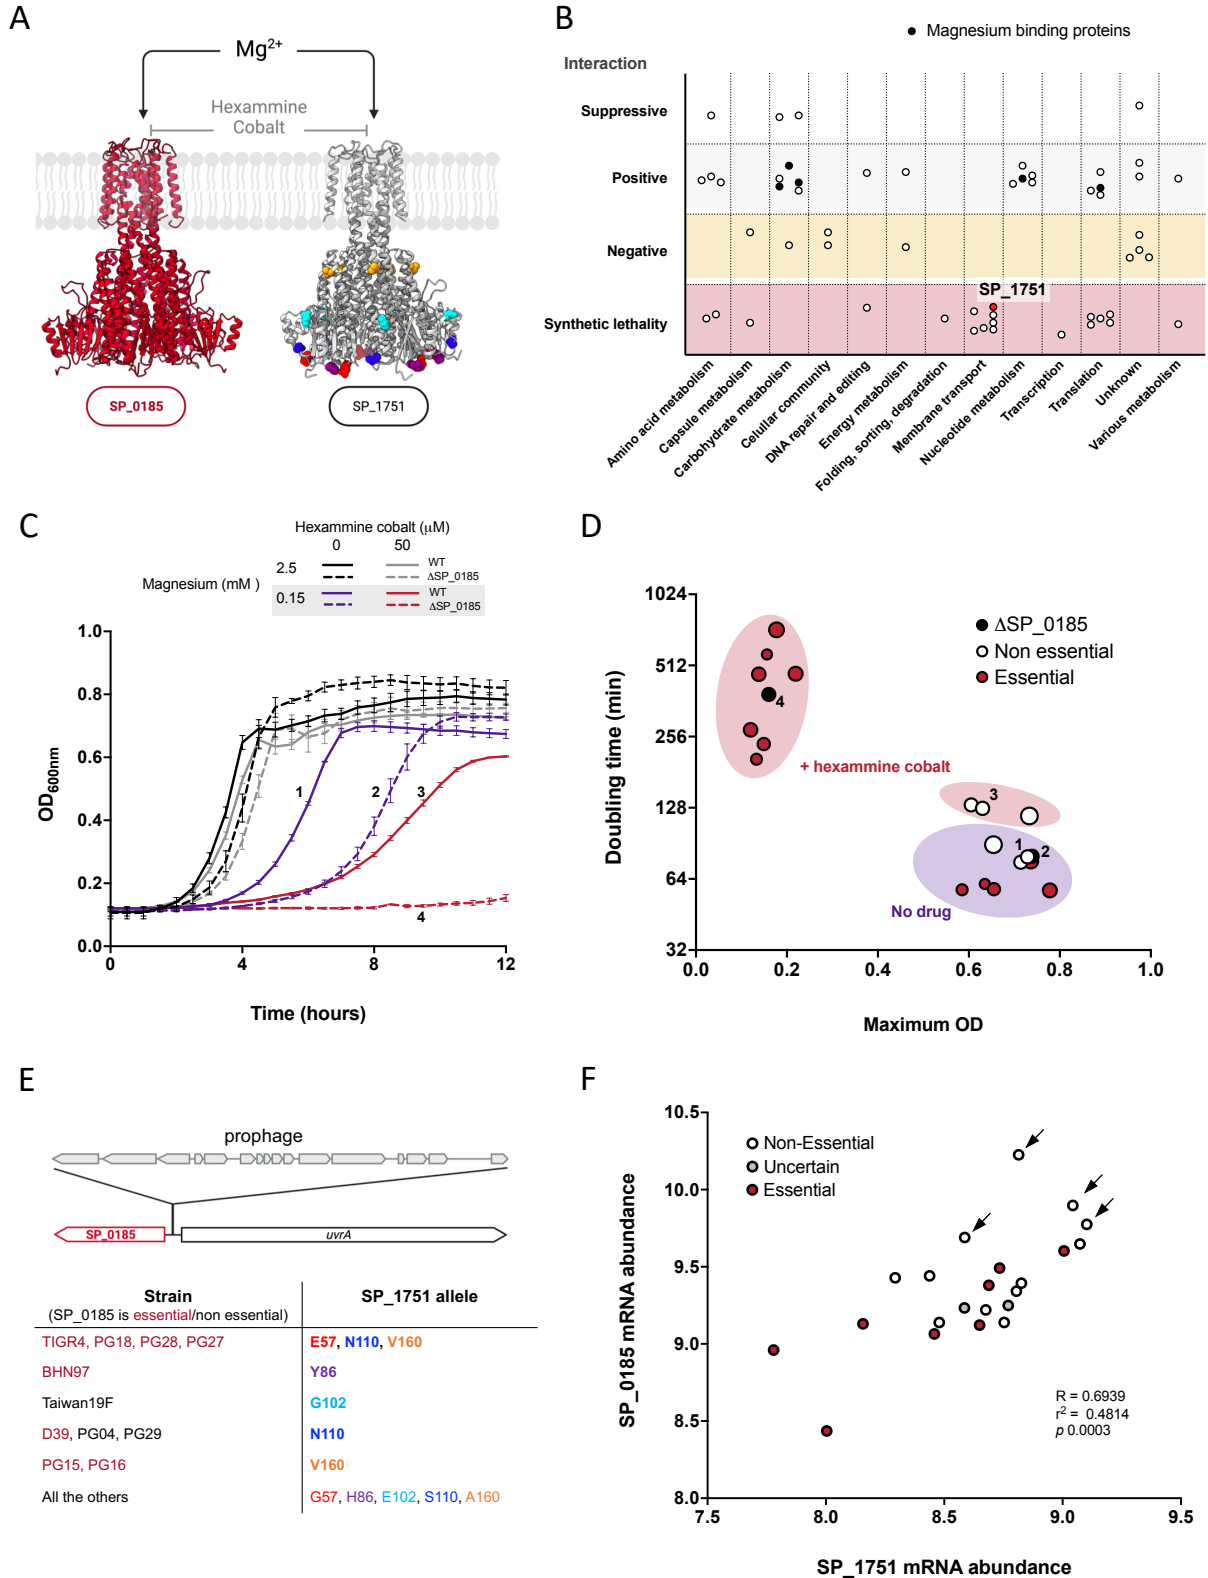 A
Mg2+
Hexammine
Cobalt
SP_0185
SP_1751
B
Magnesium binding proteins
Interaction
Suppressive
Positive
Negative
Synthetic lethality
SP_1751
Amino acid metabolism
Capsule metabolism
Carbohydrate metabolism
Celullar community
DNA repair and editing
Energy metabolism
Folding, sorting, degradation
Membrane transport
Nucleotide metabolism
Transcription
Translation
Unknown
Various metabolism
C
Hexammine cobalt (μM)
0 50
Magnesium (mM )
2.5 WT
ΔSP_0185
0.15 WT
ΔSP_0185
OD600nm
1.0
0.8
0.6
0.4
0.2
0.0
1
2
3
4
0 4 8 12
Time (hours)
D
Doubling time (min)
1024
512
256
128
64
32
ΔSP_0185
Non essential
Essential
4
+ hexammine cobalt
3
1
2
No drug
0.0 0.2 0.4 0.6 0.8 1.0
Maximum OD
E
prophage
SP_0185
uvrA
Strain SP_1751 allele
(SP_0185 is essential/non essential)
TIGR4, PG18, PG28, PG27 E57, N110, V160
BHN97 Y86
Taiwan19F G102
D39, PG04, PG29 N110
PG15, PG16 V160
All the others G57, H86, E102, S110, A160
F
SP_0185 mRNA abundance
10.5
10.0
9.5
9.0
8.5
8.0
Non-Essential
Uncertain
Essential
R = 0.6939
r2 = 0.4814
p 0.0003
7.5 8.0 8.5 9.0 9.5
SP_1751 mRNA abundance